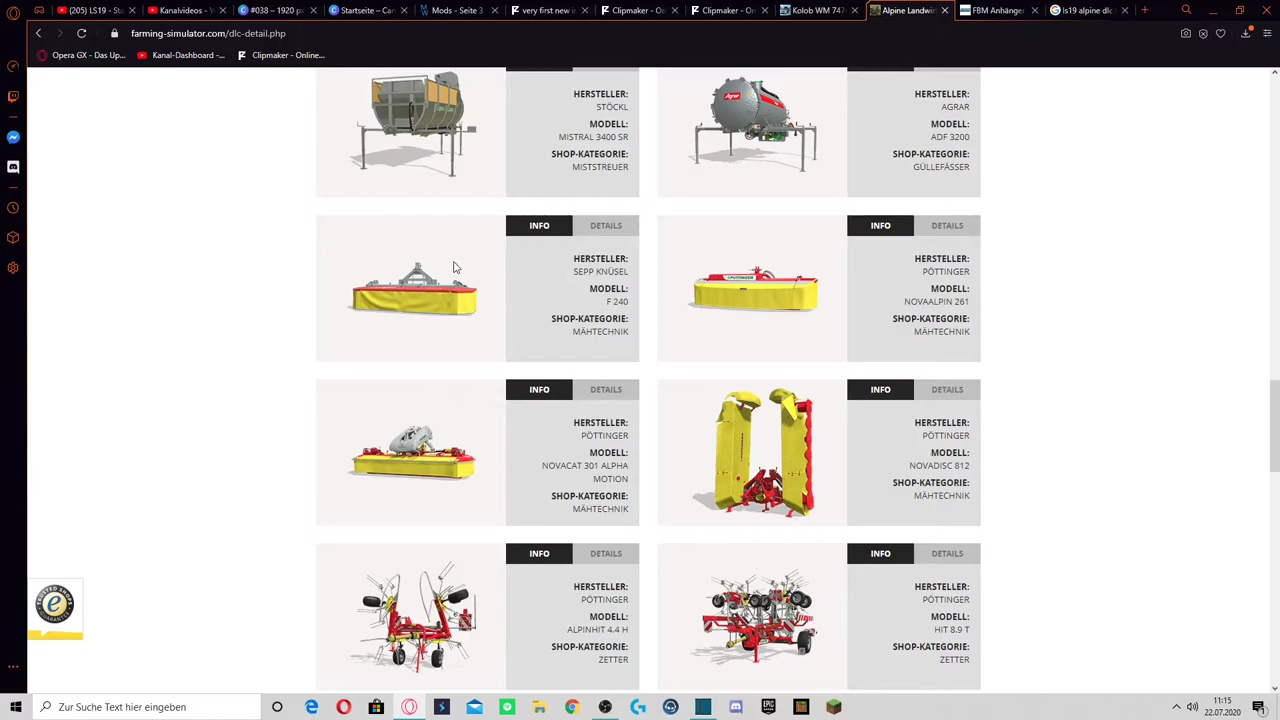 (205) LS19 - Sta
Kanalvideos -
#038 – 1920 p
Startseite – Can
Mods - Seite 3
very first new in
Clipmaker - On
Clipmaker - On
Kolob WM 747
Alpine Landwi
FBM Anhänger
ls19 alpine dlc
farming-simulator.com/dlc-detail.php
Opera GX - Das Up...
Kanal-Dashboard -...
Clipmaker - Online...
HERSTELLER:
STÖCKL
MODELL:
MISTRAL 3400 SR
SHOP-KATEGORIE:
MISTSTREUER
HERSTELLER:
AGRAR
MODELL:
ADF 3200
SHOP-KATEGORIE:
GÜLLEFÄSSER
INFO DETAILS
HERSTELLER:
SEPP KNÜSEL
MODELL:
F 240
SHOP-KATEGORIE:
MÄHTECHNIK
INFO DETAILS
HERSTELLER:
PÖTTINGER
MODELL:
NOVAALPIN 261
SHOP-KATEGORIE:
MÄHTECHNIK
INFO DETAILS
HERSTELLER:
PÖTTINGER
MODELL:
NOVACAT 301 ALPHA
MOTION
SHOP-KATEGORIE:
MÄHTECHNIK
INFO DETAILS
HERSTELLER:
PÖTTINGER
MODELL:
NOVADISC 812
SHOP-KATEGORIE:
MÄHTECHNIK
INFO DETAILS
HERSTELLER:
PÖTTINGER
MODELL:
ALPINHIT 4.4 H
SHOP-KATEGORIE:
ZETTER
INFO DETAILS
HERSTELLER:
PÖTTINGER
MODELL:
HIT 8.9 T
SHOP-KATEGORIE:
ZETTER
Zur Suche Text hier eingeben
11:15
22.07.2020